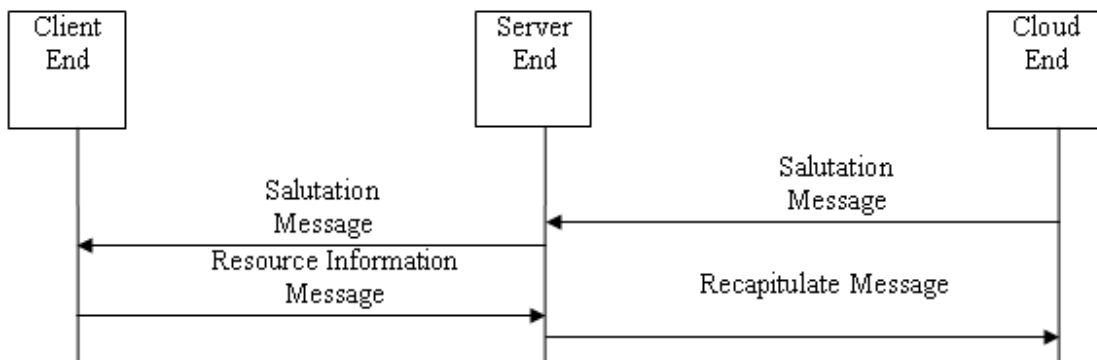 Client
End
Server
End
Cloud
End
Salutation
Message
Salutation
Message
Resource Information
Message
Recapitulate Message